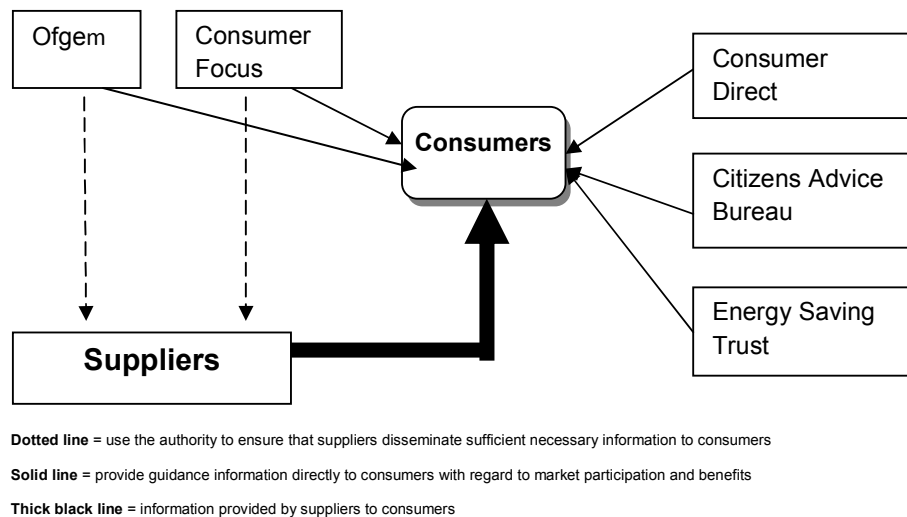 Ofgem
Consumer
Focus
Consumer
Direct
Consumers
Citizens Advice
Bureau
Energy Saving
Trust
Suppliers
Dotted line = use the authority to ensure that suppliers disseminate sufficient necessary information to consumers
Solid line = provide guidance information directly to consumers with regard to market participation and benefits
Thick black line = information provided by suppliers to consumers